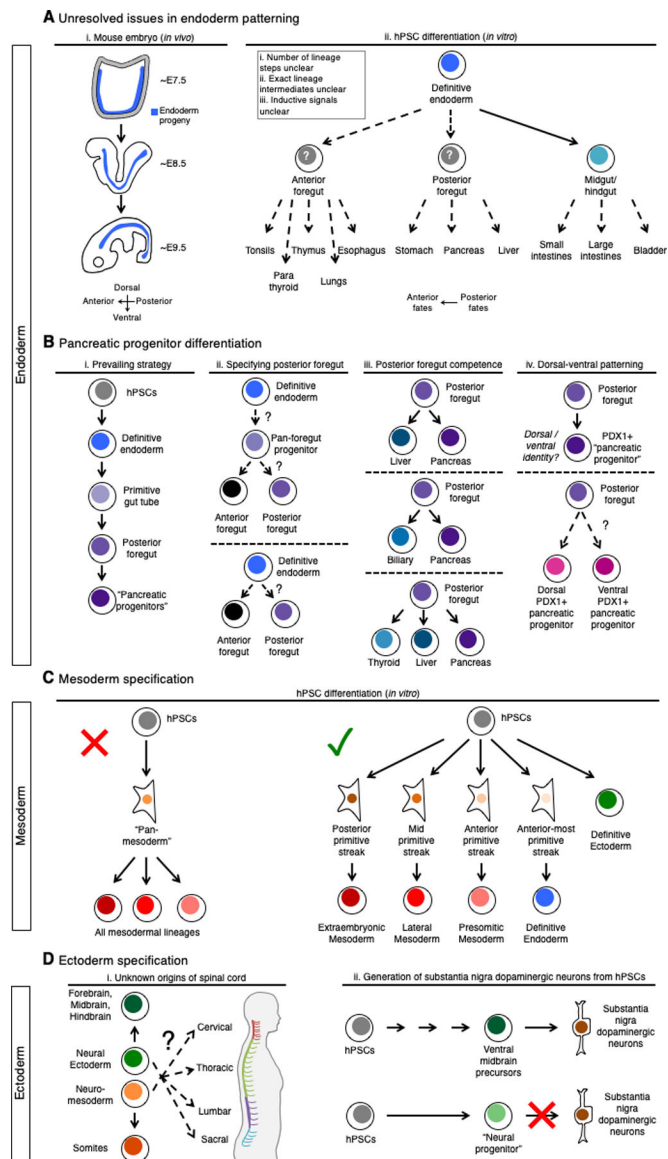 A Unresolved issues in endoderm patterning
i. Mouse embryo (in vivo)
~E7.5
Endoderm
progeny
~E8.5
~E9.5
Dorsal
Anterior
Posterior
Ventral
ii. hPSC differentiation (in vitro)
i. Number of lineage
steps unclear
ii. Exact lineage
intermediates unclear
iii. Inductive signals
unclear
Definitive
endoderm
?
Anterior
foregut
?
Posterior
foregut
Midgut/
hindgut
Tonsils
Thymus
Esophagus
Para
thyroid
Lungs
Stomach
Pancreas
Liver
Small
intestines
Large
intestines
Bladder
Anterior
fates
Posterior
fates
Endoderm
B Pancreatic progenitor differentiation
i. Prevailing strategy
hPSCs
Definitive
endoderm
Primitive
gut tube
Posterior
foregut
"Pancreatic
progenitors"
ii. Specifying posterior foregut
Definitive
endoderm
?
Pan-foregut
progenitor
?
Anterior
foregut
Posterior
foregut
Definitive
endoderm
?
Anterior
foregut
Posterior
foregut
iii. Posterior foregut competence
Posterior
foregut
Liver
Pancreas
Posterior
foregut
Biliary
Pancreas
Posterior
foregut
Thyroid
Liver
Pancreas
iv. Dorsal-ventral patterning
Posterior
foregut
Dorsal /
ventral
identity?
PDX1+
"pancreatic
progenitor"
Posterior
foregut
?
Dorsal
PDX1+
pancreatic
progenitor
Ventral
PDX1+
pancreatic
progenitor
C Mesoderm specification
hPSC differentiation (in vitro)
Mesoderm
hPSCs
"Pan-
mesoderm"
All mesodermal lineages
hPSCs
Posterior
primitive
streak
Mid
primitive
streak
Anterior
primitive
streak
Anterior-most
primitive
streak
Definitive
Ectoderm
Extraembryonic
Mesoderm
Lateral
Mesoderm
Presomitic
Mesoderm
Definitive
Endoderm
D Ectoderm specification
Ectoderm
i. Unknown origins of spinal cord
Forebrain,
Midbrain,
Hindbrain
Neural
Ectoderm
Neuro-
mesoderm
Somites
?
Cervical
Thoracic
Lumbar
Sacral
ii. Generation of substantia nigra dopaminergic neurons from hPSCs
hPSCs
Ventral
midbrain
precursors
Substantia
nigra
dopaminergic
neurons
hPSCs
"Neural
progenitor"
Substantia
nigra
dopaminergic
neurons